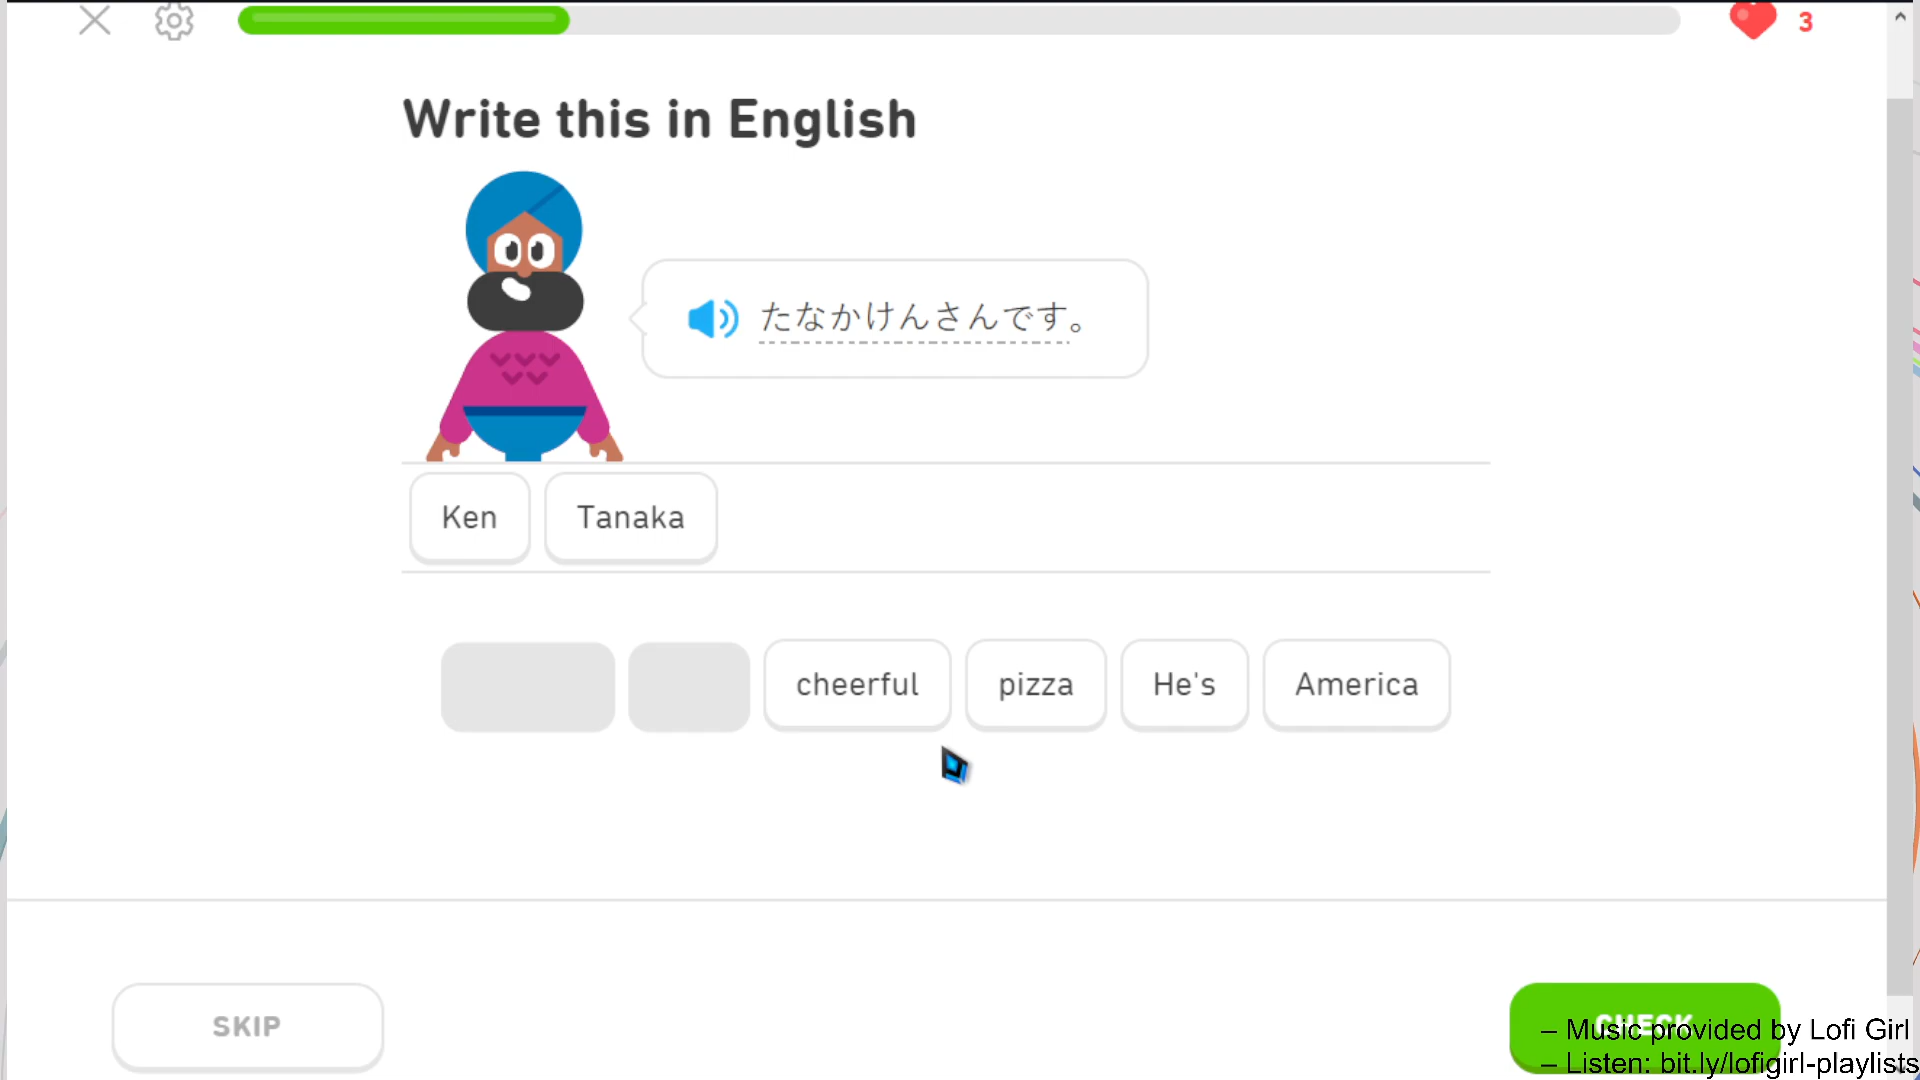 3
Write this in English
たなかけんさんです。
Ken Tanaka
cheerful pizza He's America
SKIP
CHECK
– Music provided by Lofi Girl
– Listen: bit.ly/lofigirl-playlists